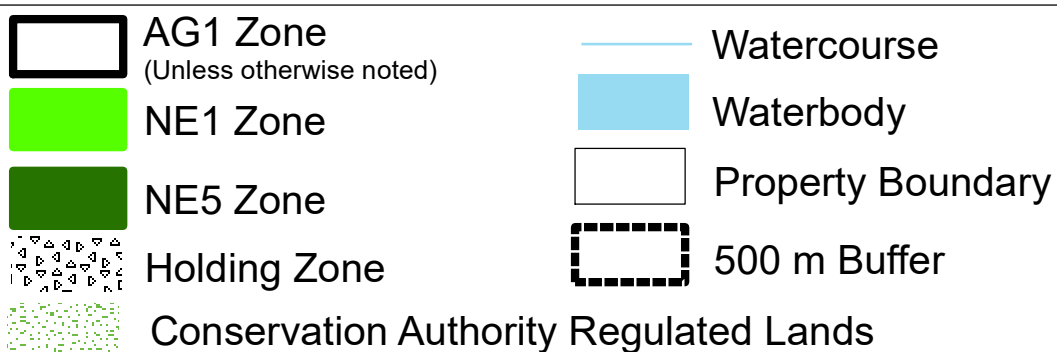 AG1 Zone
(Unless otherwise noted)
NE1 Zone
NE5 Zone
Holding Zone
Conservation Authority Regulated Lands
Watercourse
Waterbody
Property Boundary
500 m Buffer